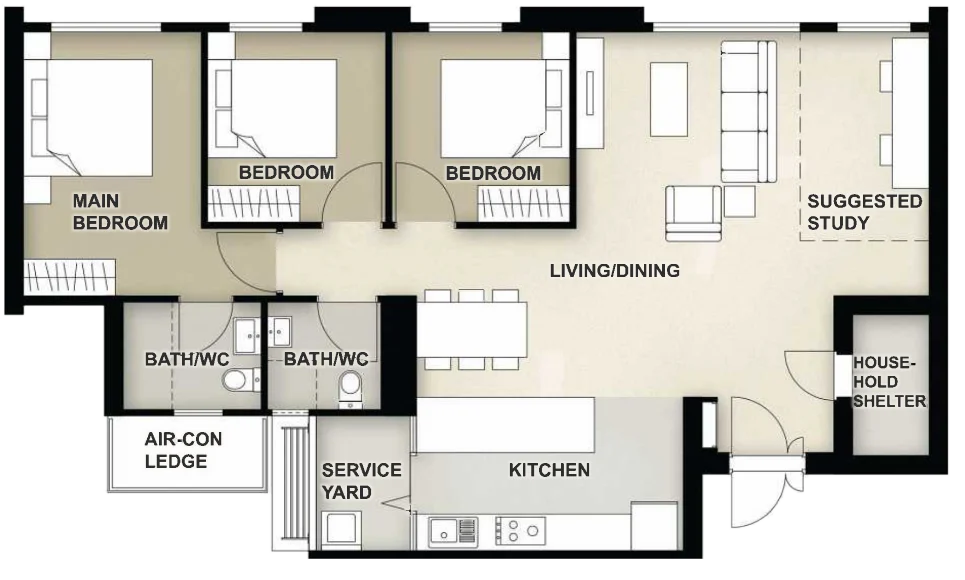 BEDROOM
BEDROOM
MAIN
BEDROOM
SUGGESTED
STUDY
LIVING/DINING
BATH/WC
BATH/WC
HOUSE-
HOLD
SHELTER
AIR-CON
LEDGE
SERVICE
YARD
KITCHEN